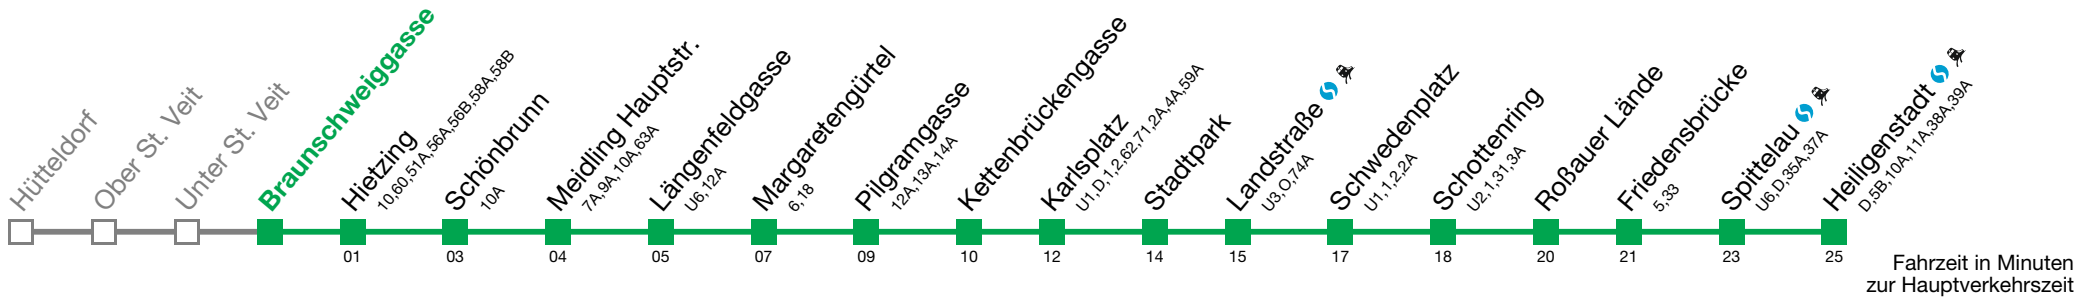 Hütteldorf
Ober St. Veit
Unter St. Veit
Braunschweiggasse
Hietzing
10,60,51A,56A,56B,58A,58B
01
Schönbrunn
10A
03
Meidling Hauptstr.
7A,9A,10A,63A
04
Längenfeldgasse
U6,12A
05
Margaretengürtel
6,18
07
Pilgramgasse
12A,13A,14A
09
Kettenbrückengasse
10
Karlsplatz
U1,D,1,2,62,71,2A,4A,59A
12
Stadtpark
14
Landstraße
U3,O,74A
15
Schwedenplatz
U1,1,2,2A
17
Schottenring
U2,1,31,3A
18
Roßauer Lände
20
Friedensbrücke
5,33
21
Spittelau
U6,D,35A,37A
23
Heiligenstadt
D,5B,10A,11A,38A,39A
25
Fahrzeit in Minuten
zur Hauptverkehrszeit